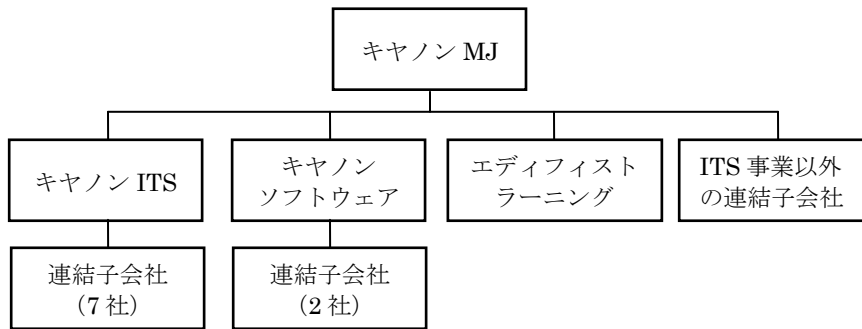 キヤノン MJ
キヤノン ITS
キヤノン
ソフトウェア
エディフィスト
ラーニング
ITS 事業以外
の連結子会社
連結子会社
（7 社）
連結子会社
（2 社）